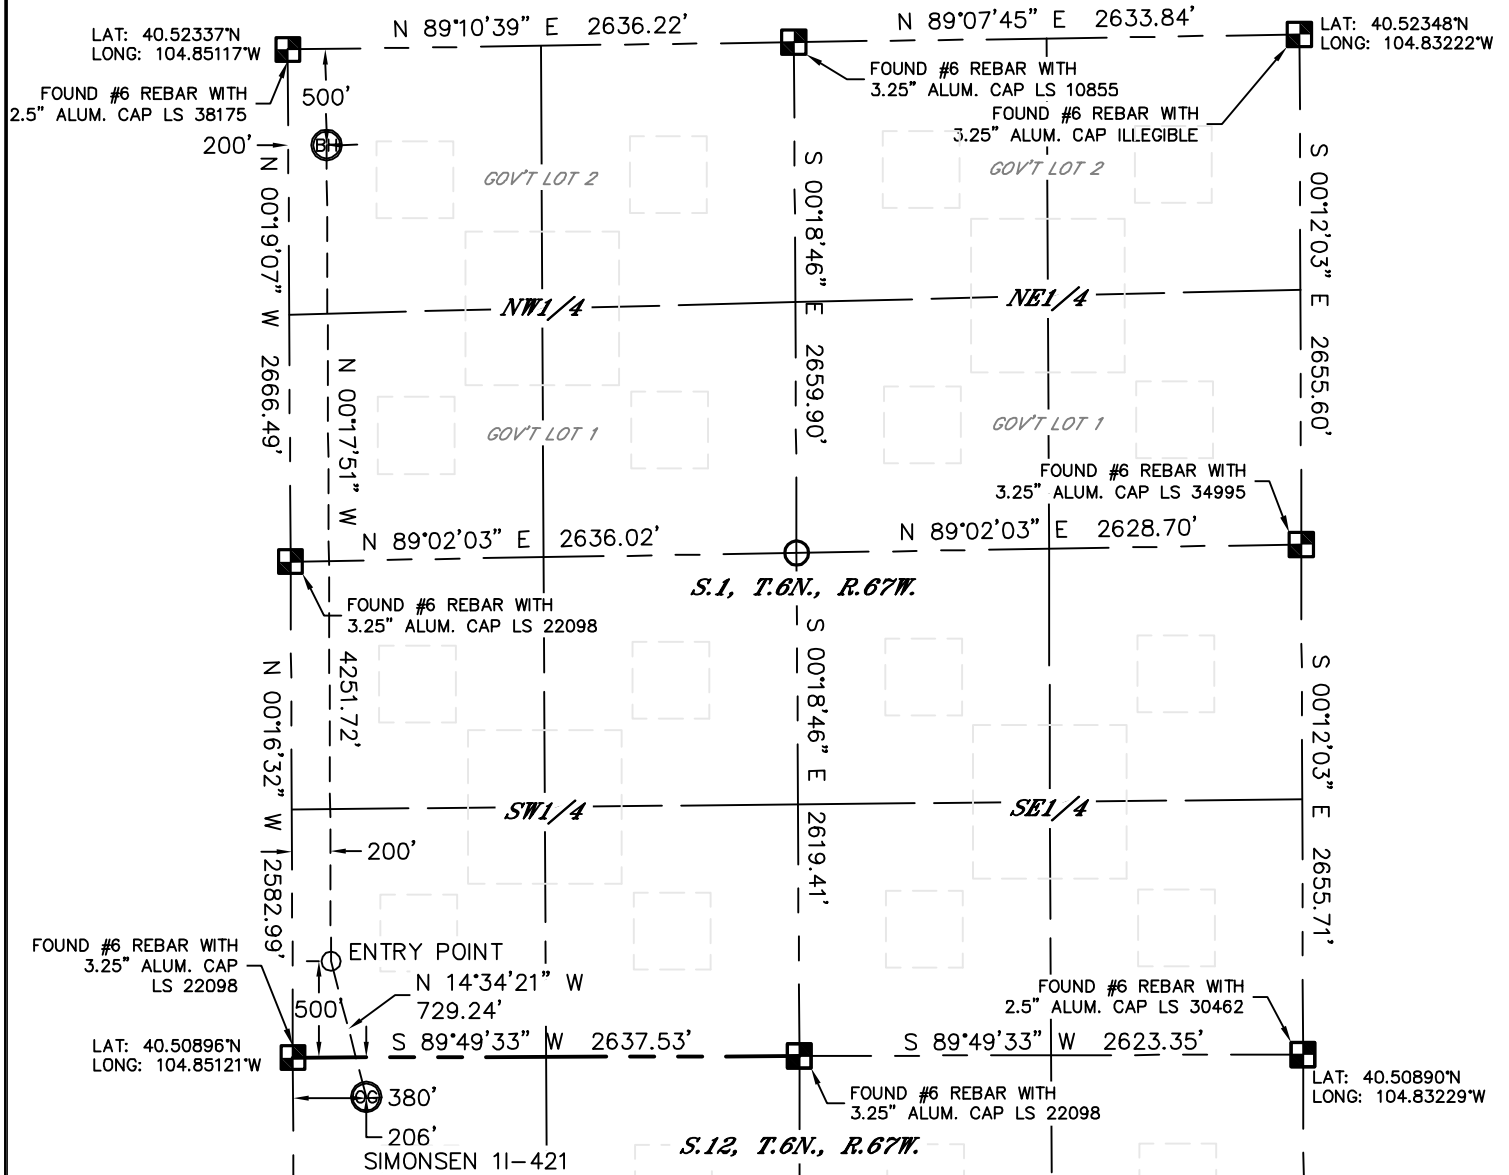 N 89°10'39" E 2636.22'
N 89°07'45" E 2633.84'
LAT: 40.52337°N
LONG: 104.85117°W
LAT: 40.52348°N
LONG: 104.83222°W
FOUND #6 REBAR WITH
2.5" ALUM. CAP LS 38175
500'
FOUND #6 REBAR WITH
3.25" ALUM. CAP LS 10855
FOUND #6 REBAR WITH
3.25" ALUM. CAP ILLEGIBLE
200'
BH
GOV'T LOT 2
GOV'T LOT 2
N 00°19'07" W 2666.49'
S 00°18'46" E 2659.90'
S 00°12'03" E 2655.60'
NW1/4
NE1/4
N 00°17'51" W 4251.72'
GOV'T LOT 1
GOV'T LOT 1
FOUND #6 REBAR WITH
3.25" ALUM. CAP LS 34995
N 89°02'03" E 2636.02'
N 89°02'03" E 2628.70'
S.1, T.6N., R.67W.
FOUND #6 REBAR WITH
3.25" ALUM. CAP LS 22098
N 00°16'32" W 2582.99'
S 00°18'46" E 2619.41'
S 00°12'03" E 2655.71'
SW1/4
SE1/4
200'
FOUND #6 REBAR WITH
3.25" ALUM. CAP
LS 22098
ENTRY POINT
N 14°34'21" W
729.24'
500'
FOUND #6 REBAR WITH
2.5" ALUM. CAP LS 30462
S 89°49'33" W 2637.53'
S 89°49'33" W 2623.35'
LAT: 40.50896°N
LONG: 104.85121°W
LAT: 40.50890°N
LONG: 104.83229°W
380'
FOUND #6 REBAR WITH
3.25" ALUM. CAP LS 22098
206'
S.12, T.6N., R.67W.
SIMONSEN 1I-421